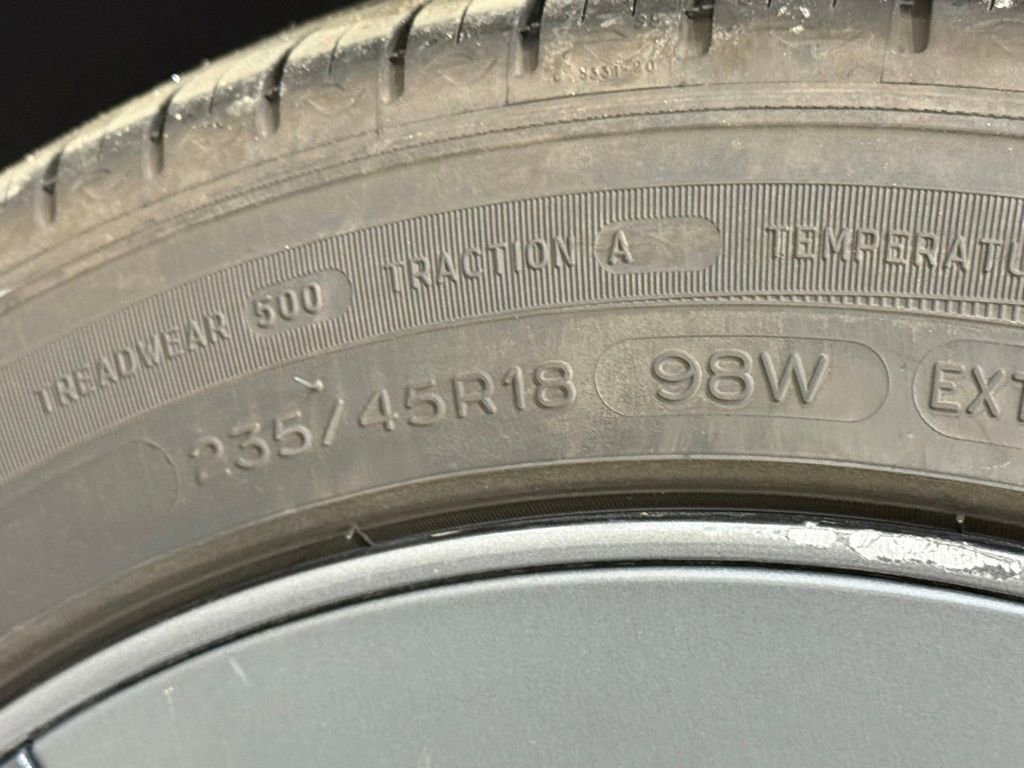 TREADWEAR 500 TRACTION A TEMPERATU
235/45R18 98W EXT